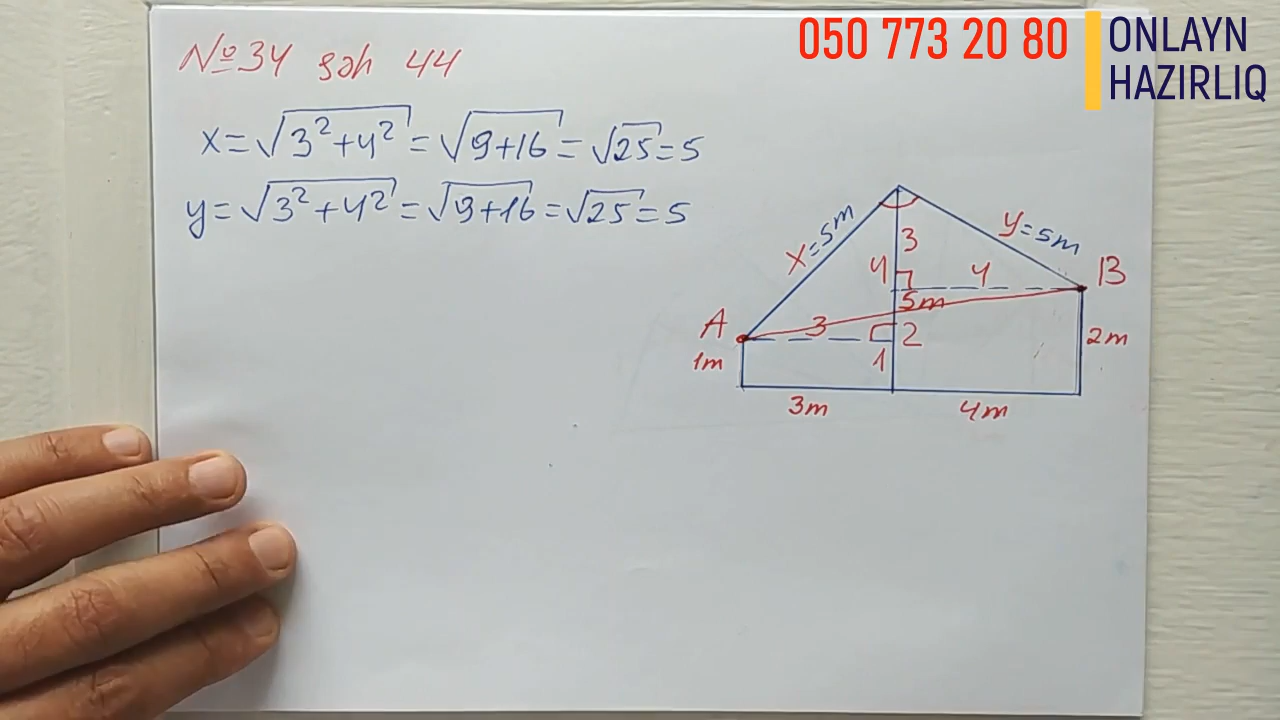 050 773 20 80
ONLAYN
HAZIRLIQ
№34 səh 44
x=√3²+4²=√9+16=√25=5
y=√3²+4²=√9+16=√25=5
x=5m
y=5m
3
4
4
B
5m
A
3
2
2m
1m
1
3m
4m